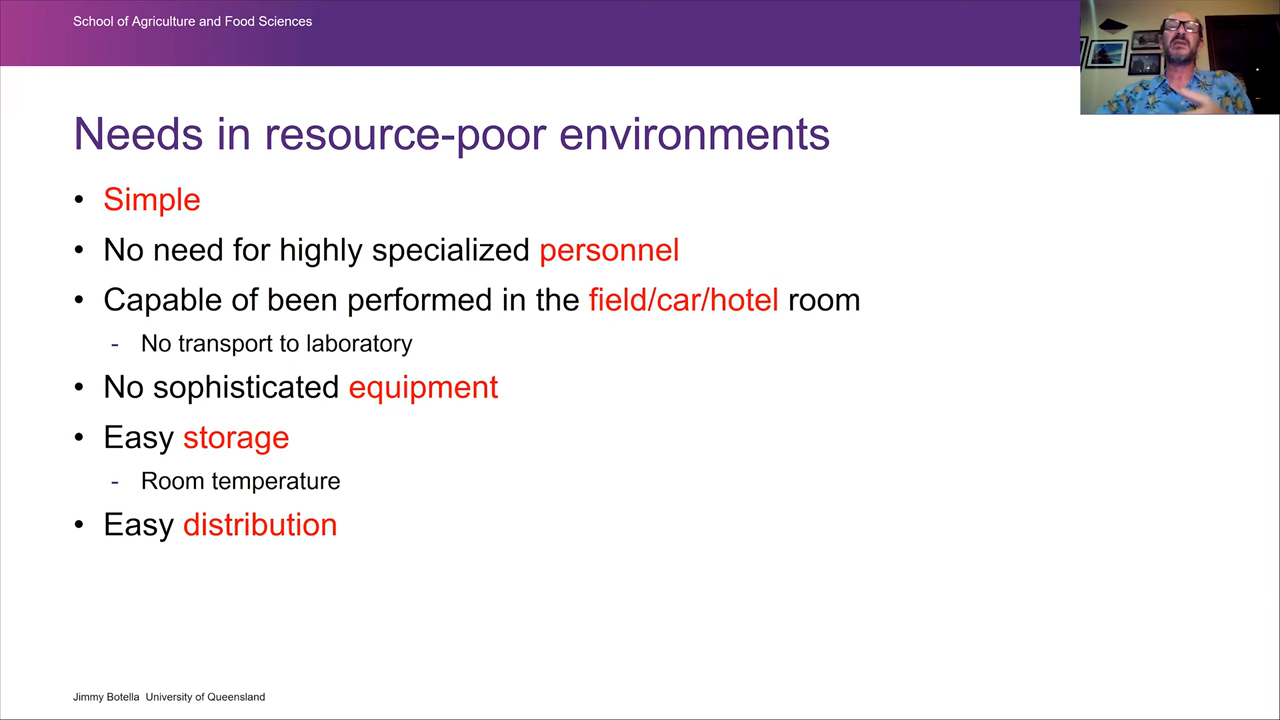 School of Agriculture and Food Sciences
Needs in resource-poor environments
• Simple
• No need for highly specialized personnel
• Capable of been performed in the field/car/hotel room
- No transport to laboratory
• No sophisticated equipment
• Easy storage
- Room temperature
• Easy distribution
Jimmy Botella University of Queensland